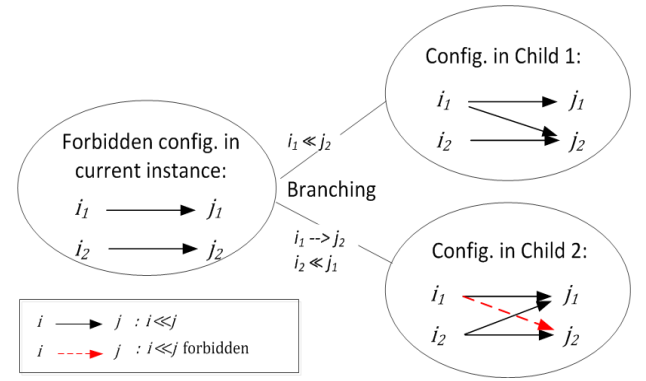 Forbidden config. in
current instance:
i₁ → j₁
i₂ → j₂
i₁ ≪ j₂
Branching
i₁ --> j₂
i₂ ≪ j₁
Config. in Child 1:
i₁ j₁
i₂ j₂
Config. in Child 2:
i₁ j₁
i₂ j₂
i → j : i≪j
i --→ j : i≪j forbidden